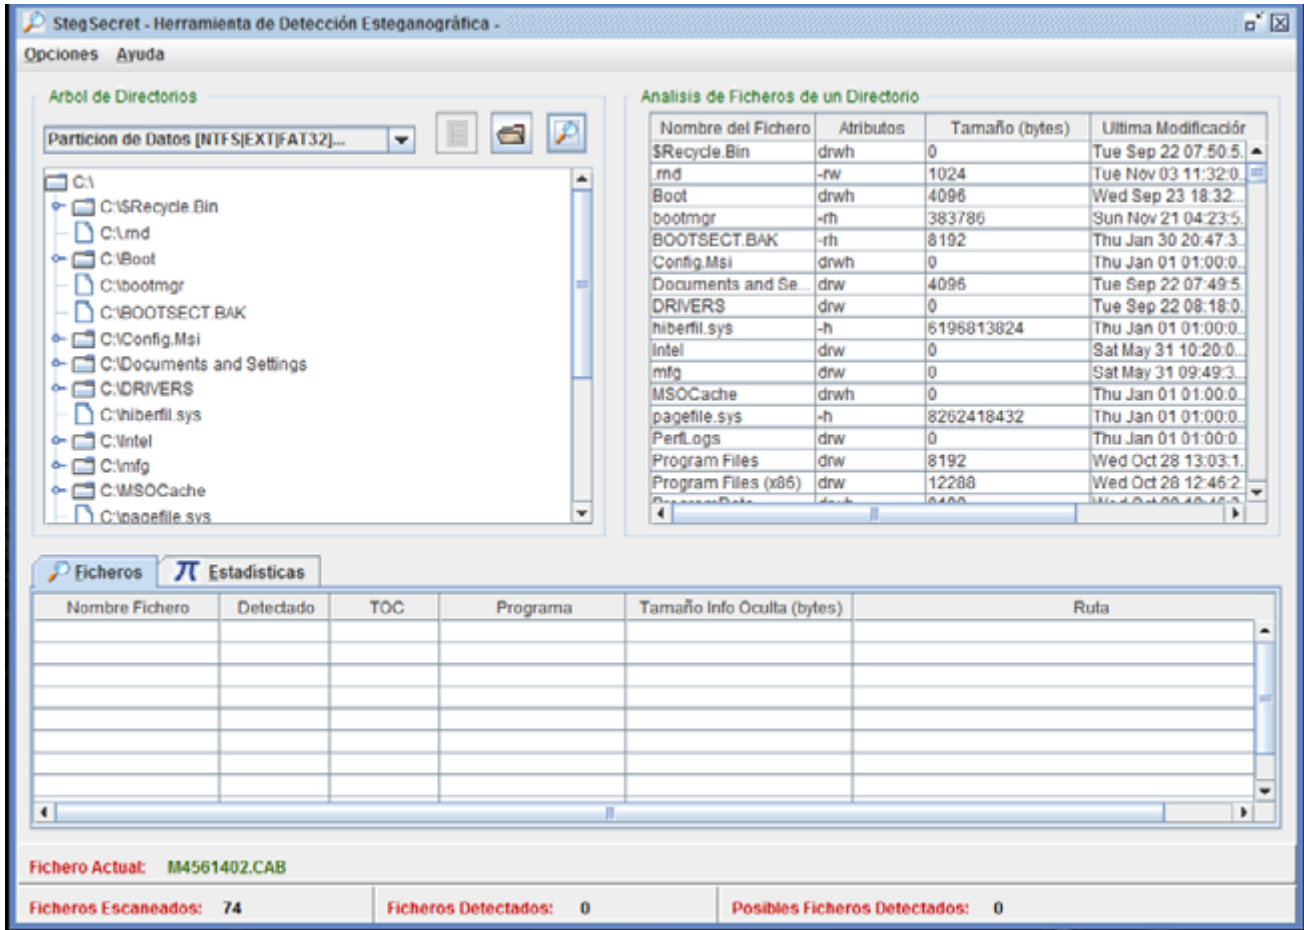 StegSecret - Herramienta de Detección Esteganográfica -
Opciones Ayuda
Arbol de Directorios
Particion de Datos [NTFS|EXT|FAT32]...
C:\
C:\$Recycle.Bin
C:\.rnd
C:\Boot
C:\bootmgr
C:\BOOTSECT.BAK
C:\Config.Msi
C:\Documents and Settings
C:\DRIVERS
C:\hiberfil.sys
C:\Intel
C:\mfg
C:\MSOCache
C:\pagefile.sys
Analisis de Ficheros de un Directorio
Nombre del Fichero Atributos Tamaño (bytes) Ultima Modificación
$Recycle.Bin drwh 0 Tue Sep 22 07:50:5..
.rnd -rw 1024 Tue Nov 03 11:32:0..
Boot drwh 4096 Wed Sep 23 18:32:...
bootmgr -rh 383786 Sun Nov 21 04:23:5..
BOOTSECT.BAK -rh 8192 Thu Jan 30 20:47:3..
Config.Msi drwh 0 Thu Jan 01 01:00:0..
Documents and Se... drw 4096 Tue Sep 22 07:49:5..
DRIVERS drw 0 Tue Sep 22 08:18:0..
hiberfil.sys -h 6196813824 Thu Jan 01 01:00:0..
Intel drw 0 Sat May 31 10:20:0...
mfg drw 0 Sat May 31 09:49:3...
MSOCache drwh 0 Thu Jan 01 01:00:0..
pagefile.sys -h 8262418432 Thu Jan 01 01:00:0..
PerfLogs drw 0 Thu Jan 01 01:00:0..
Program Files drw 8192 Wed Oct 28 13:03:1..
Program Files (x86) drw 12288 Wed Oct 28 12:46:2..
Ficheros Estadisticas
Nombre Fichero Detectado TOC Programa Tamaño Info Oculta (bytes) Ruta
Fichero Actual: M4561402.CAB
Ficheros Escaneados: 74 Ficheros Detectados: 0 Posibles Ficheros Detectados: 0